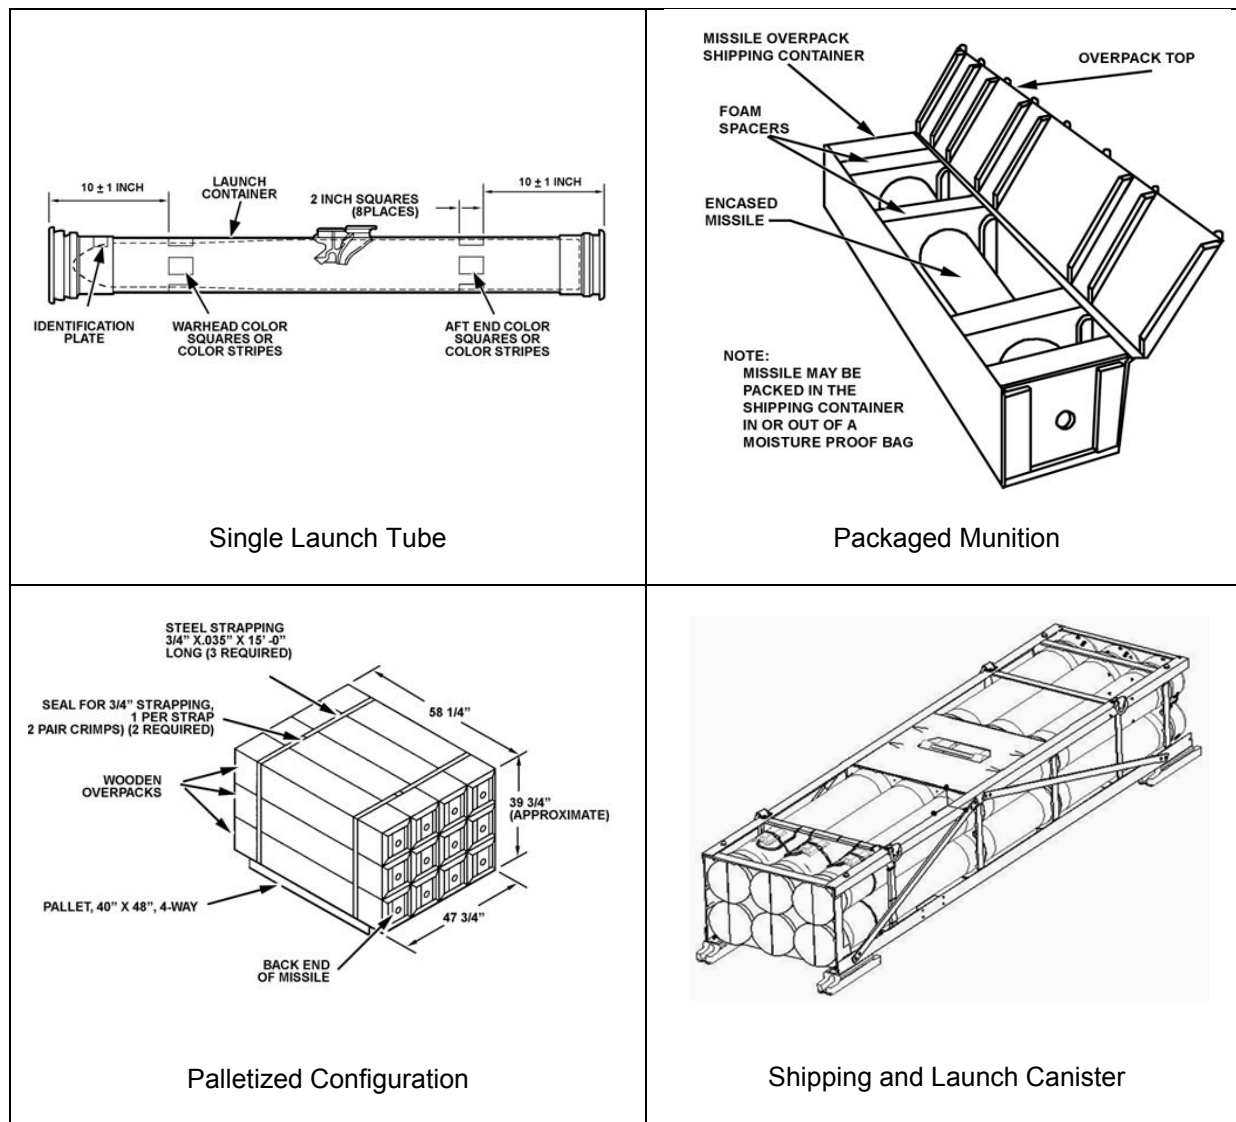 10 ± 1 INCH
LAUNCH
CONTAINER
2 INCH SQUARES
(8PLACES)
10 ± 1 INCH
IDENTIFICATION
PLATE
WARHEAD COLOR
SQUARES OR
COLOR STRIPES
AFT END COLOR
SQUARES OR
COLOR STRIPES
Single Launch Tube
MISSILE OVERPACK
SHIPPING CONTAINER
OVERPACK TOP
FOAM
SPACERS
ENCASED
MISSILE
NOTE:
MISSILE MAY BE
PACKED IN THE
SHIPPING CONTAINER
IN OR OUT OF A
MOISTURE PROOF BAG
Packaged Munition
STEEL STRAPPING
3/4" X.035" X 15' -0"
LONG (3 REQUIRED)
SEAL FOR 3/4" STRAPPING,
1 PER STRAP
2 PAIR CRIMPS) (2 REQUIRED)
58 1/4"
WOODEN
OVERPACKS
39 3/4"
(APPROXIMATE)
PALLET, 40" X 48", 4-WAY
47 3/4"
BACK END
OF MISSILE
Palletized Configuration
Shipping and Launch Canister